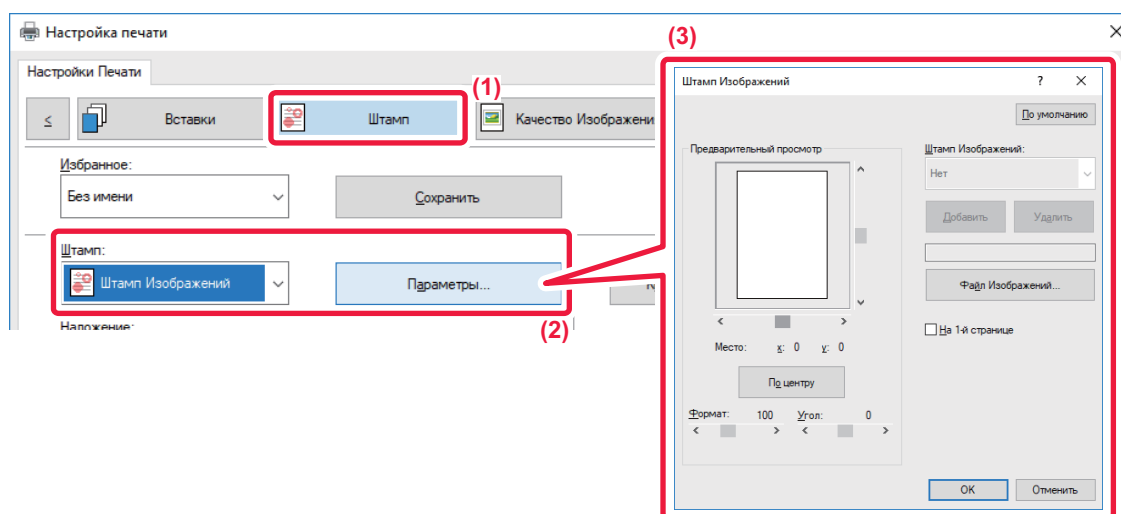 Настройка печати
Настройки Печати
(1)
≤
Вставки
Штамп
Качество Изображени
Избранное:
Без имени
Сохранить
Штамп:
Штамп Изображений
Параметры...
Наложение:
(2)
(3)
Штамп Изображений
?
По умолчанию
Предварительный просмотр
Штамп Изображений:
Нет
Добавить
Удалить
Файл Изображений...
На 1-й странице
Место: x: 0 y: 0
По центру
Формат: 100 Угол: 0
OK
Отменить